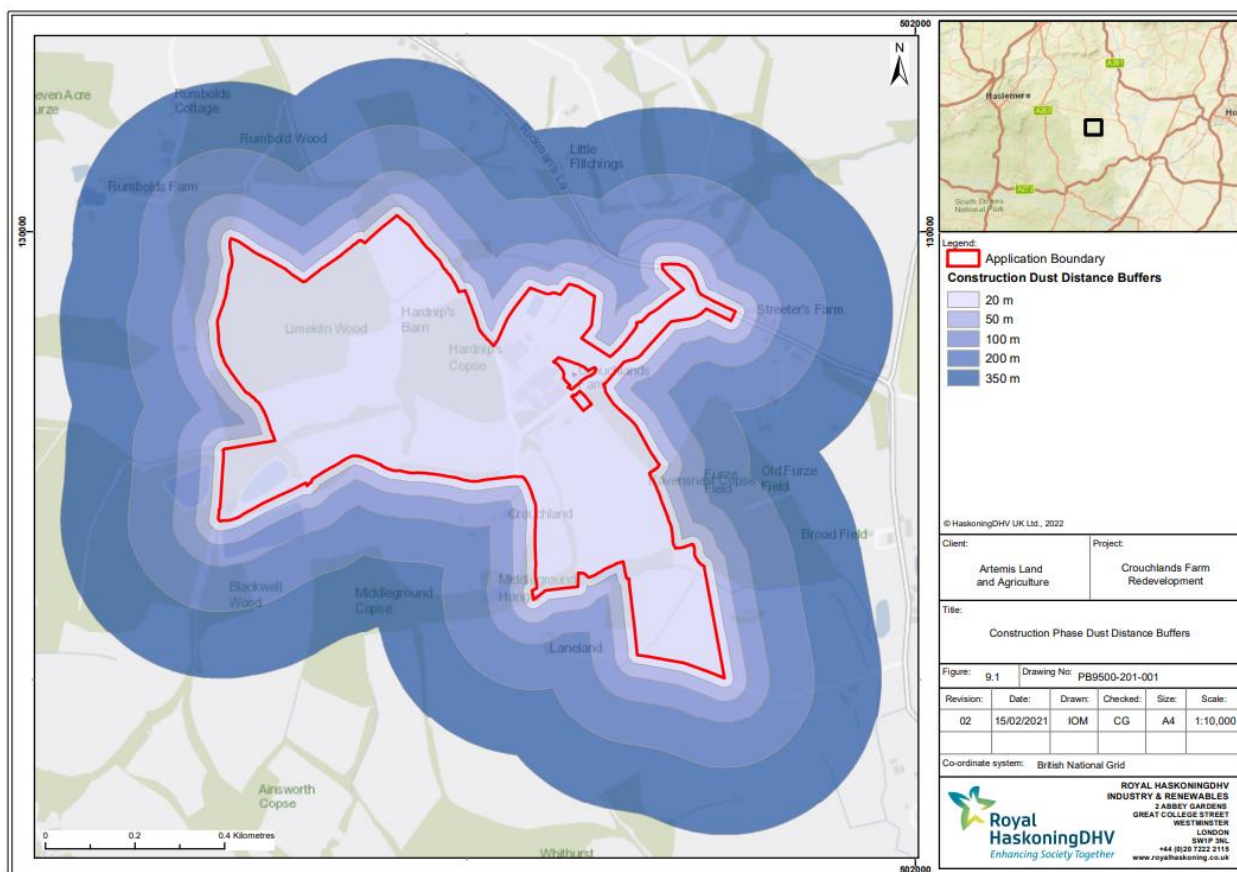 502000
N
130000
130000
Rumbolds
Cottage
Rumbold Wood
Rumbolds Farm
Rickman's La
Little
Flitchings
Limekiln Wood
Hardnip's
Barn
Hardnip's
Copse
Streeter's Farm
Furze
Field
Old Furze
Field
Broad Field
Crouchland
Blackwell
Wood
Middleground
Copse
Laneland
Ainsworth
Copse
Whithurst
0 0.2 0.4 Kilometres
502000
Haslemere
A281
A283
A272
South Downs
National Park
Legend:
Application Boundary
Construction Dust Distance Buffers
20 m
50 m
100 m
200 m
350 m
© HaskoningDHV UK Ltd., 2022
Client: Project:
Artemis Land
and Agriculture
Crouchlands Farm
Redevelopment
Title:
Construction Phase Dust Distance Buffers
Figure: 9.1 Drawing No: PB9500-201-001
Revision: Date: Drawn: Checked: Size: Scale:
02 15/02/2021 IOM CG A4 1:10,000
Co-ordinate system: British National Grid
Royal
HaskoningDHV
Enhancing Society Together
ROYAL HASKONINGDHV
INDUSTRY & RENEWABLES
2 ABBEY GARDENS
GREAT COLLEGE STREET
WESTMINSTER
LONDON
SW1P 3NL
+44 (0)20 7222 2115
www.royalhaskoning.co.uk